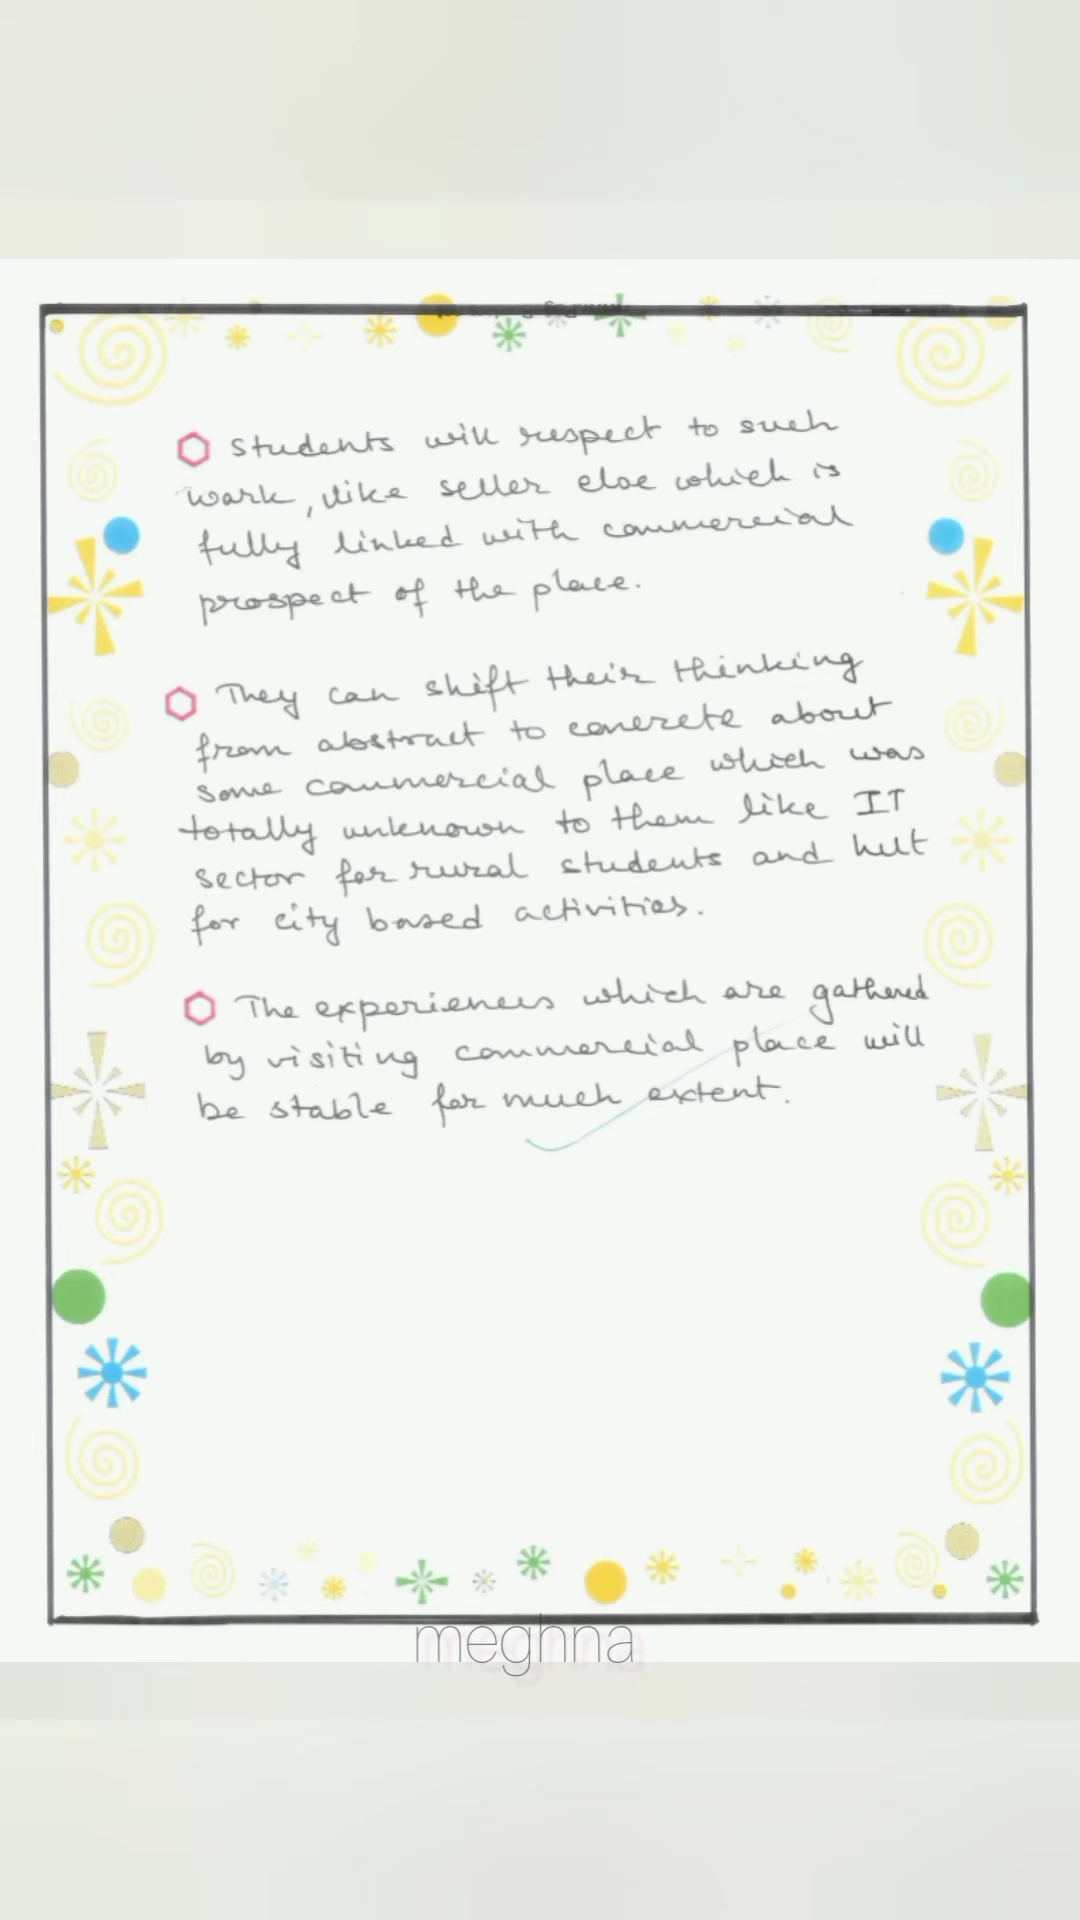 Students will respect to such
work, like seller else which is
fully linked with commercial
prospect of the place.
They can shift their thinking
from abstract to concrete about
some commercial place which was
totally unknown to them like IT
sector for rural students and hut
for city based activities.
The experiences which are gathered
by visiting commercial place will
be stable for much extent.
meghna